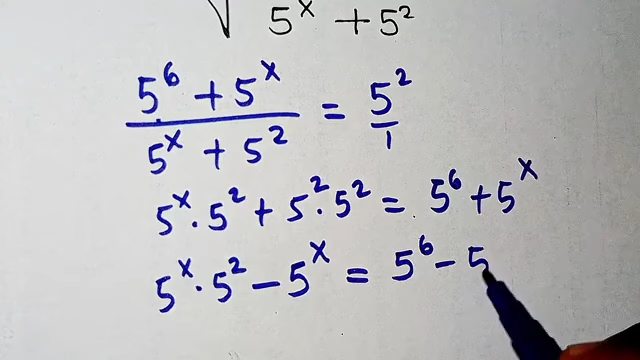 √ 5^x + 5^2
5^6 + 5^x / 5^x + 5^2 = 5^2 / 1
5^x · 5^2 + 5^2 · 5^2 = 5^6 + 5^x
5^x · 5^2 − 5^x = 5^6 − 5